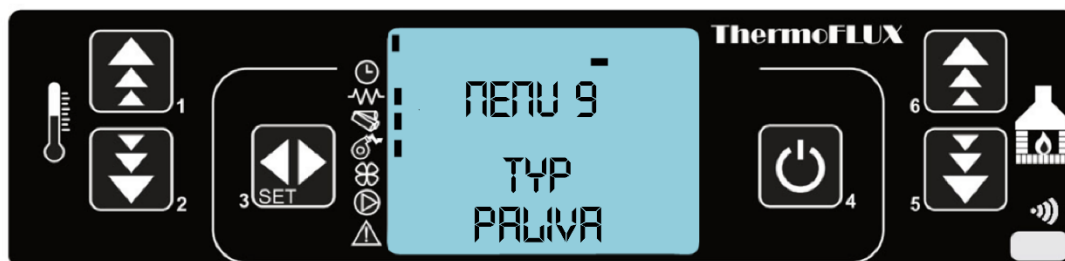 ThermoFLUX
1
6
MENU 9
3 SET
4
TYP
2
5
PALIVA